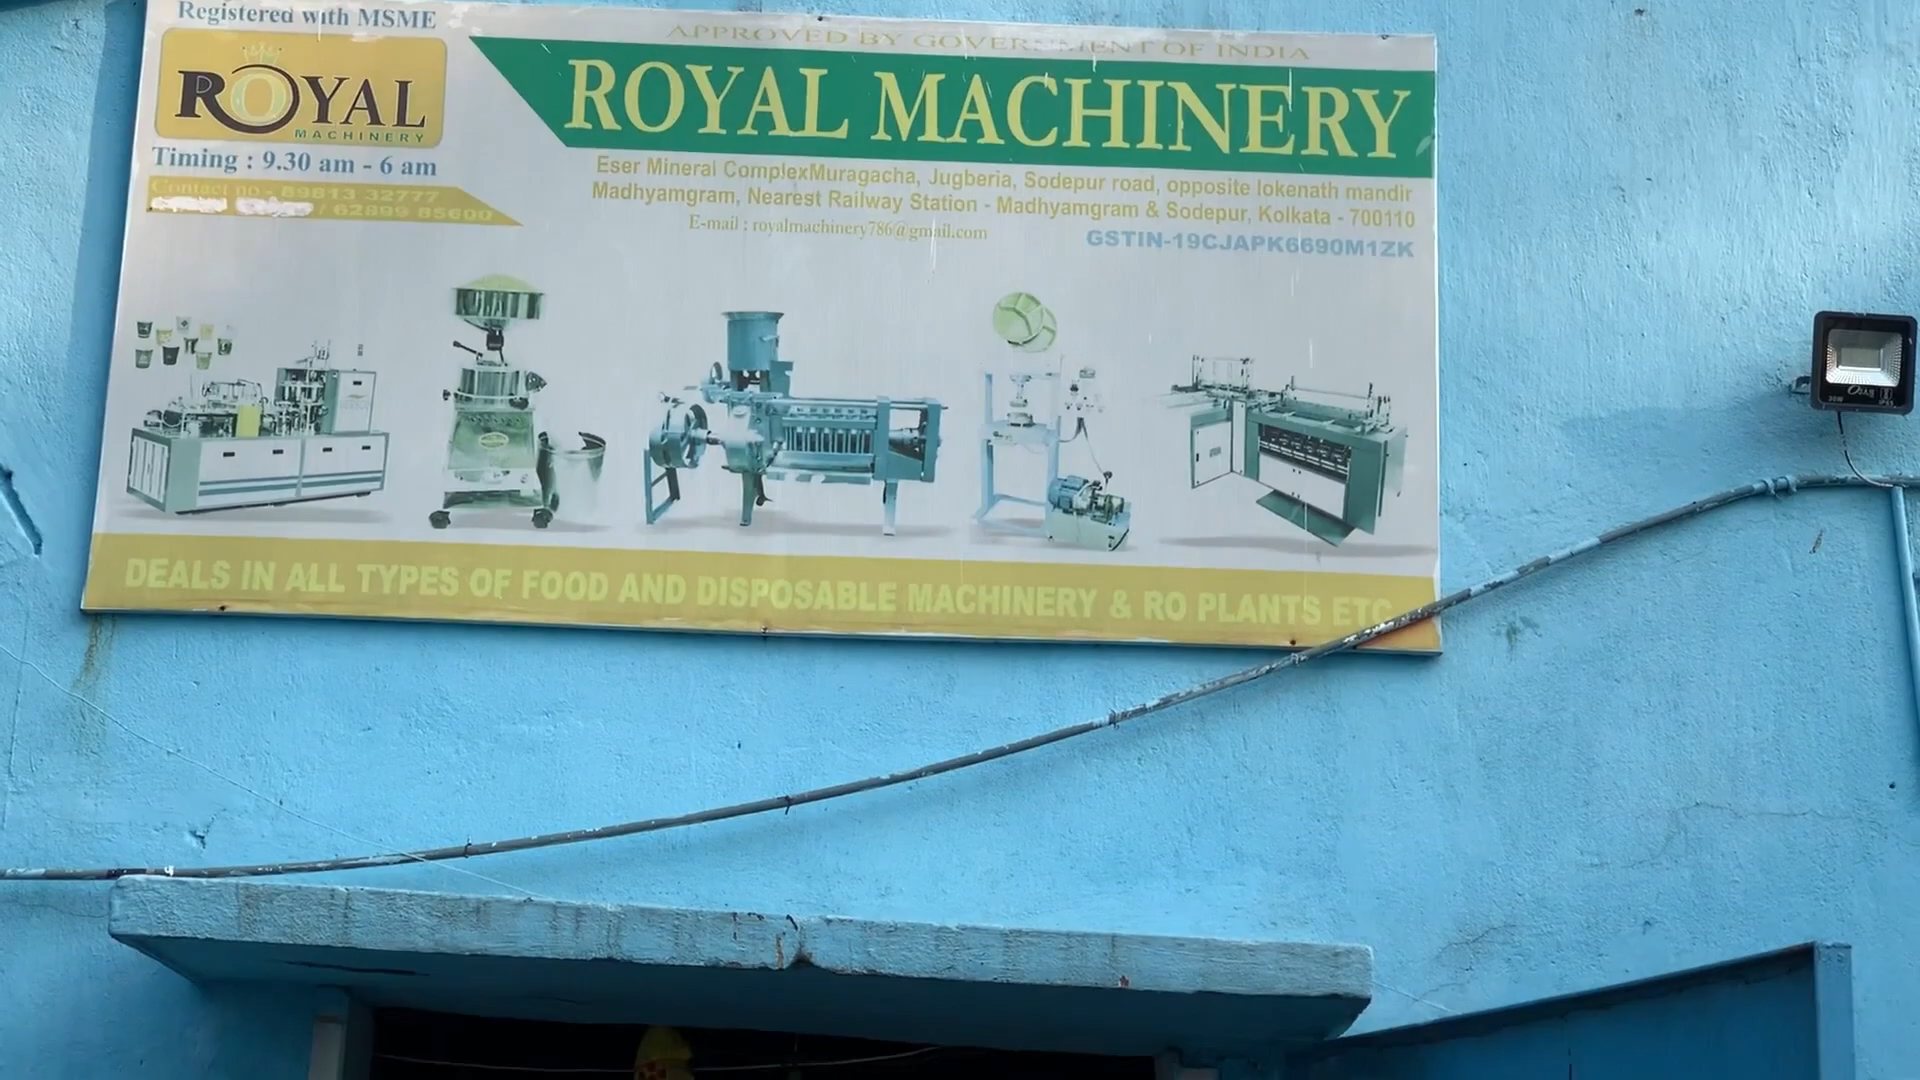 Registered with MSME
ROYAL
MACHINERY
Timing : 9.30 am - 6 am
Contact no - 89813 32777
/ 62899 85600
APPROVED BY GOVERNMENT OF INDIA
ROYAL MACHINERY
Eser Mineral ComplexMuragacha, Jugberia, Sodepur road, opposite lokenath mandir
Madhyamgram, Nearest Railway Station - Madhyamgram & Sodepur, Kolkata - 700110
E-mail : royalmachinery786@gmail.com
GSTIN-19CJAPK6690M1ZK
DEALS IN ALL TYPES OF FOOD AND DISPOSABLE MACHINERY & RO PLANTS ETC